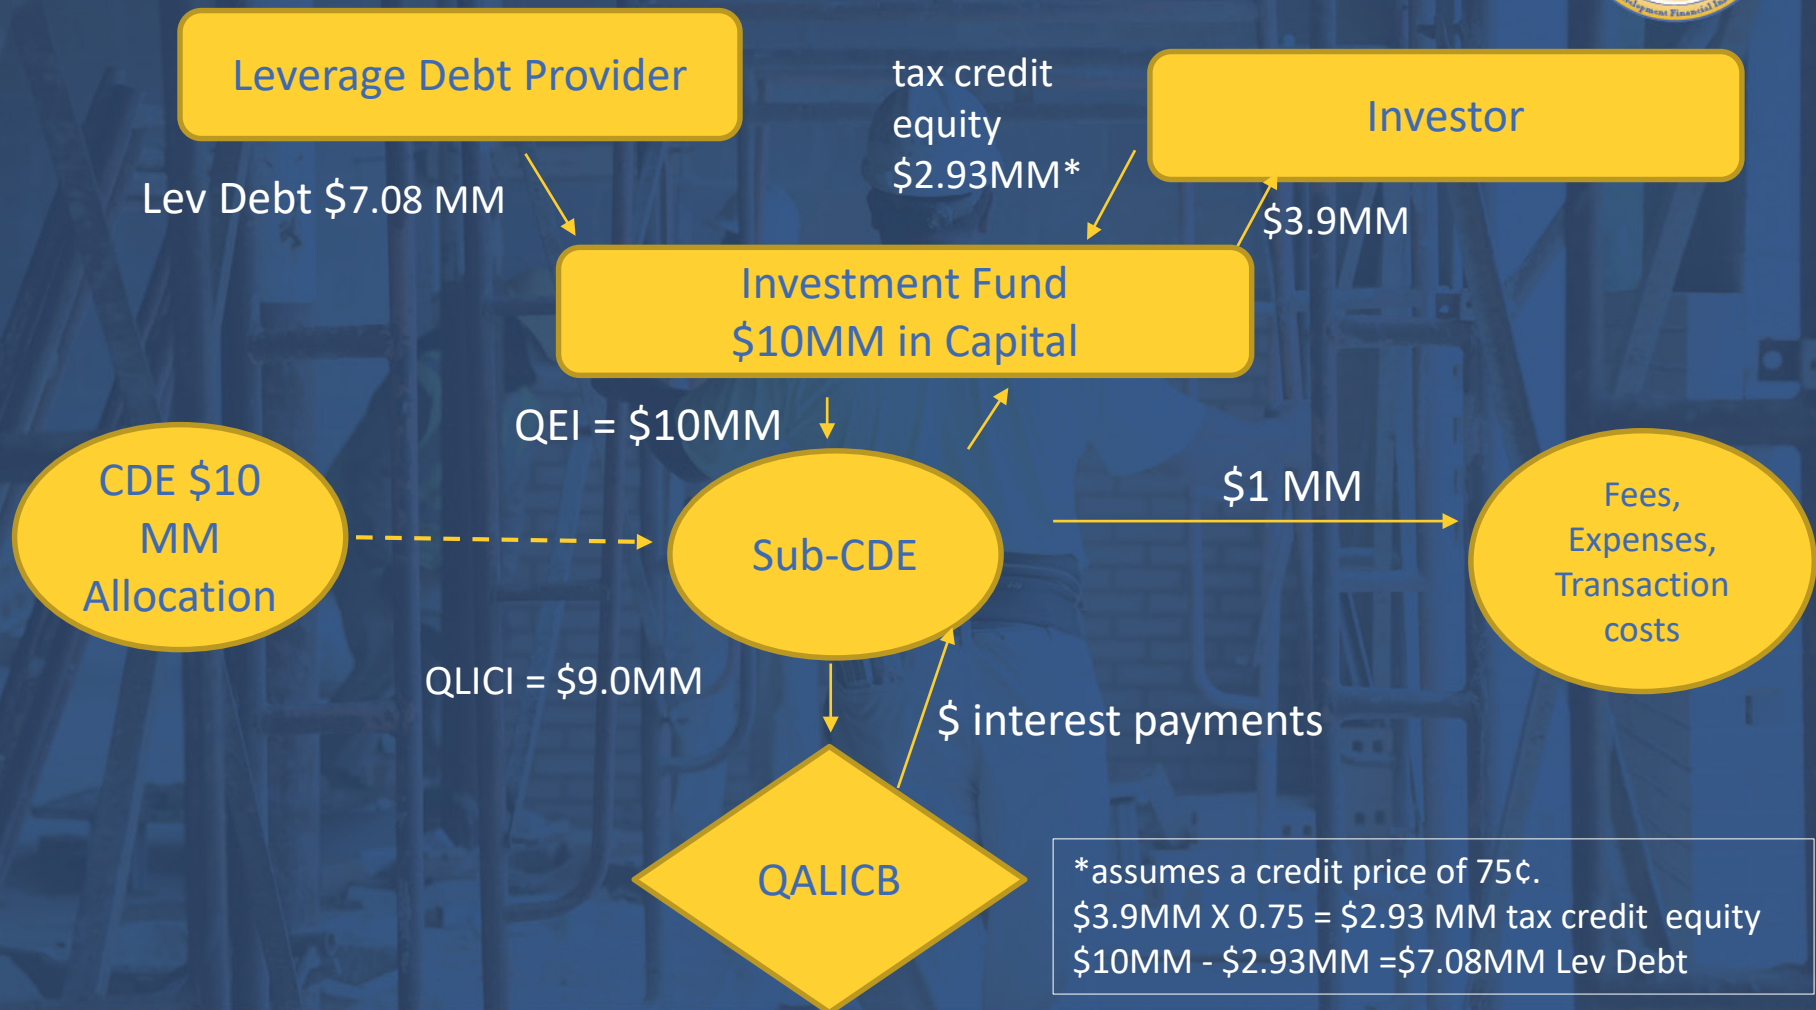 velopment Financial In
Leverage Debt Provider
tax credit
equity
$2.93MM*
Investor
Lev Debt $7.08 MM
$3.9MM
Investment Fund
$10MM in Capital
QEI = $10MM
CDE $10
MM
Allocation
Sub-CDE
$1 MM
Fees,
Expenses,
Transaction
costs
QLICI = $9.0MM
$ interest payments
QALICB
*assumes a credit price of 75¢.
$3.9MM X 0.75 = $2.93 MM tax credit equity
$10MM - $2.93MM =$7.08MM Lev Debt